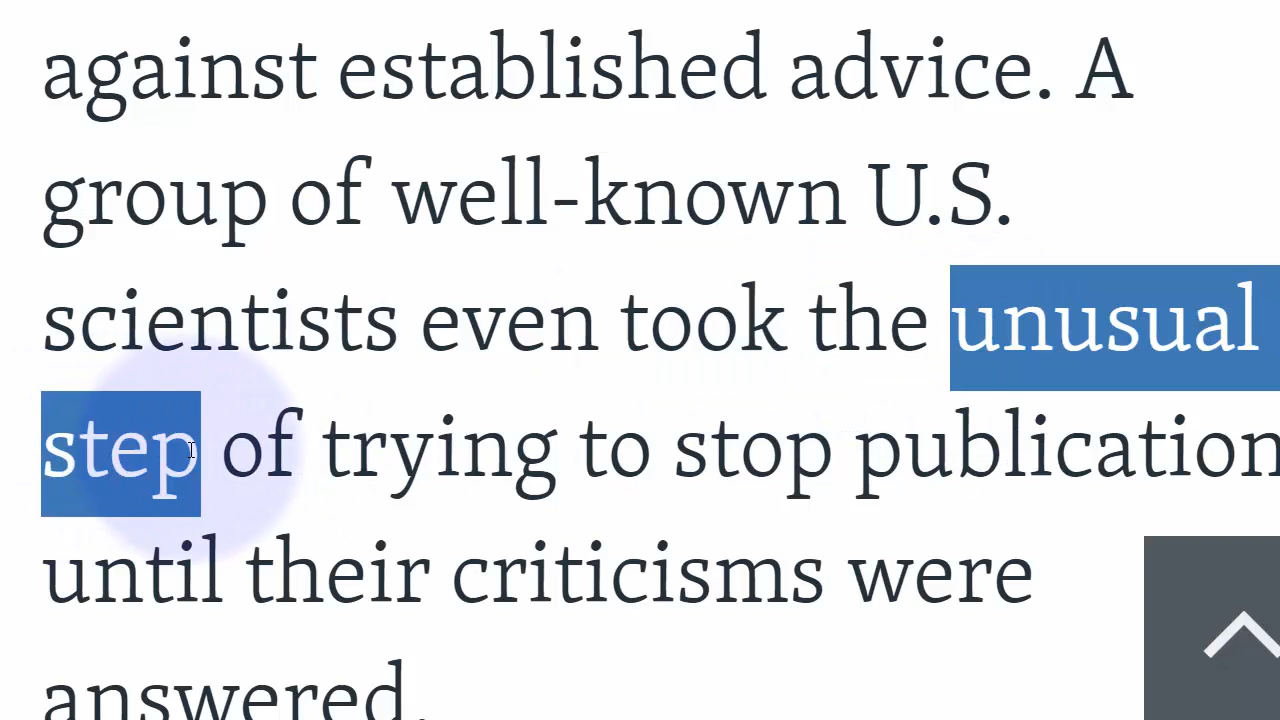 against established advice. A
group of well-known U.S.
scientists even took the unusual
step of trying to stop publication
until their criticisms were
answered.